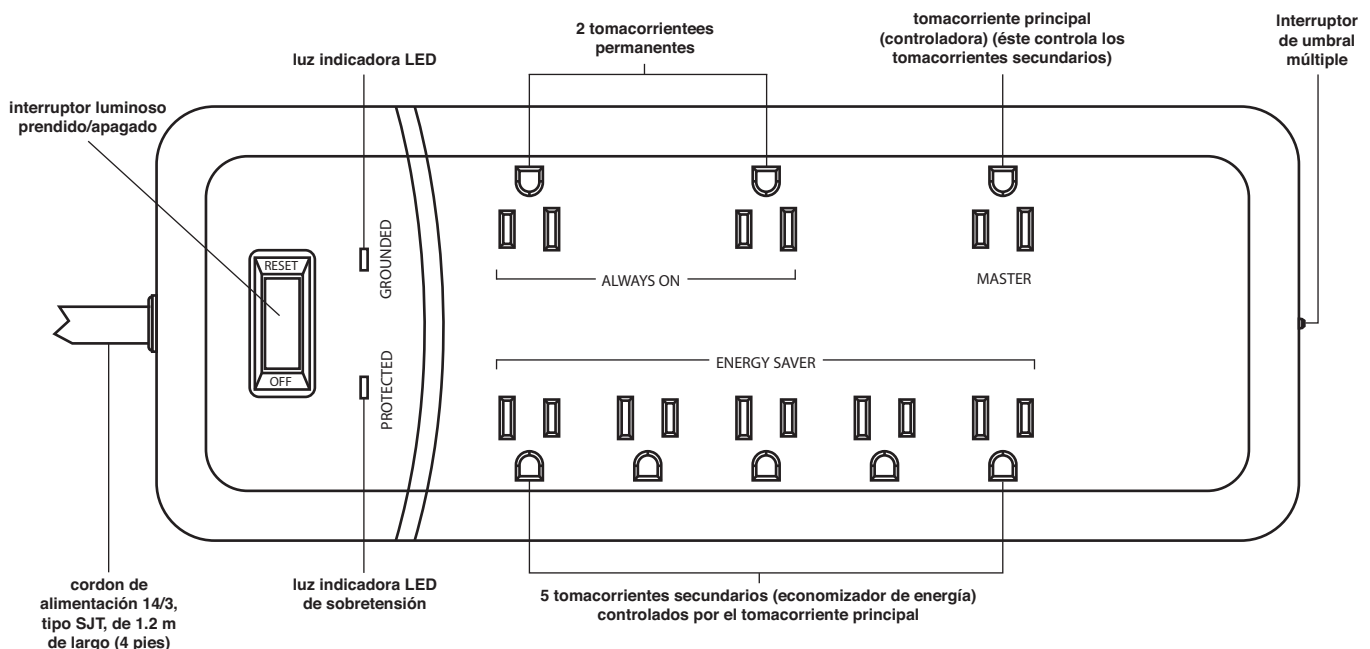 2 tomacorrientees
permanentes
tomacorriente principal
(controladora) (éste controla los
tomacorrientes secundarios)
Interruptor
de umbral
múltiple
luz indicadora LED
interruptor luminoso
prendido/apagado
RESET
OFF
GROUNDED
PROTECTED
ALWAYS ON
MASTER
ENERGY SAVER
cordon de
alimentación 14/3,
tipo SJT, de 1.2 m
de largo (4 pies)
luz indicadora LED
de sobretensión
5 tomacorrientes secundarios (economizador de energía)
controlados por el tomacorriente principal